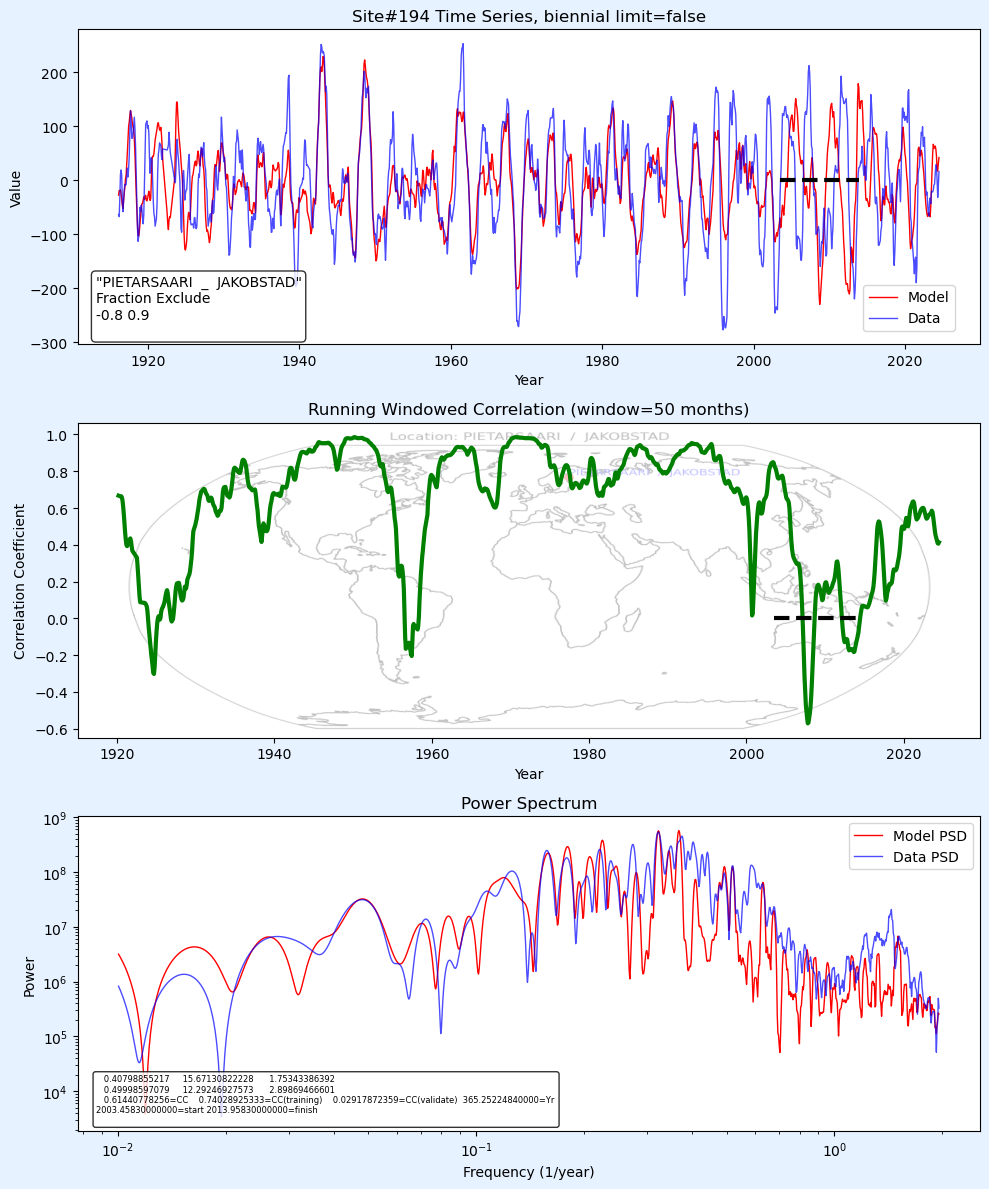 Site#194 Time Series, biennial limit=false
Value
200
100
0
−100
−200
−300
"PIETARSAARI _ JAKOBSTAD"
Fraction Exclude
-0.8 0.9
Model
Data
1920 1940 1960 1980 2000 2020
Year
Running Windowed Correlation (window=50 months)
Location: PIETARSAARI / JAKOBSTAD
JAKOBSTAD
Correlation Coefficient
1.0
0.8
0.6
0.4
0.2
0.0
−0.2
−0.4
−0.6
1920 1940 1960 1980 2000 2020
Year
Power Spectrum
Power
10⁹
10⁸
10⁷
10⁶
10⁵
10⁴
Model PSD
Data PSD
0.40798855217 15.67130822228 1.75343386392
0.49998597079 12.29246927573 2.89869466601
0.61440778256=CC 0.74028925333=CC(training) 0.02917872359=CC(validate) 365.25224840000=Yr
2003.45830000000=start 2013.95830000000=finish
10⁻² 10⁻¹ 10⁰
Frequency (1/year)